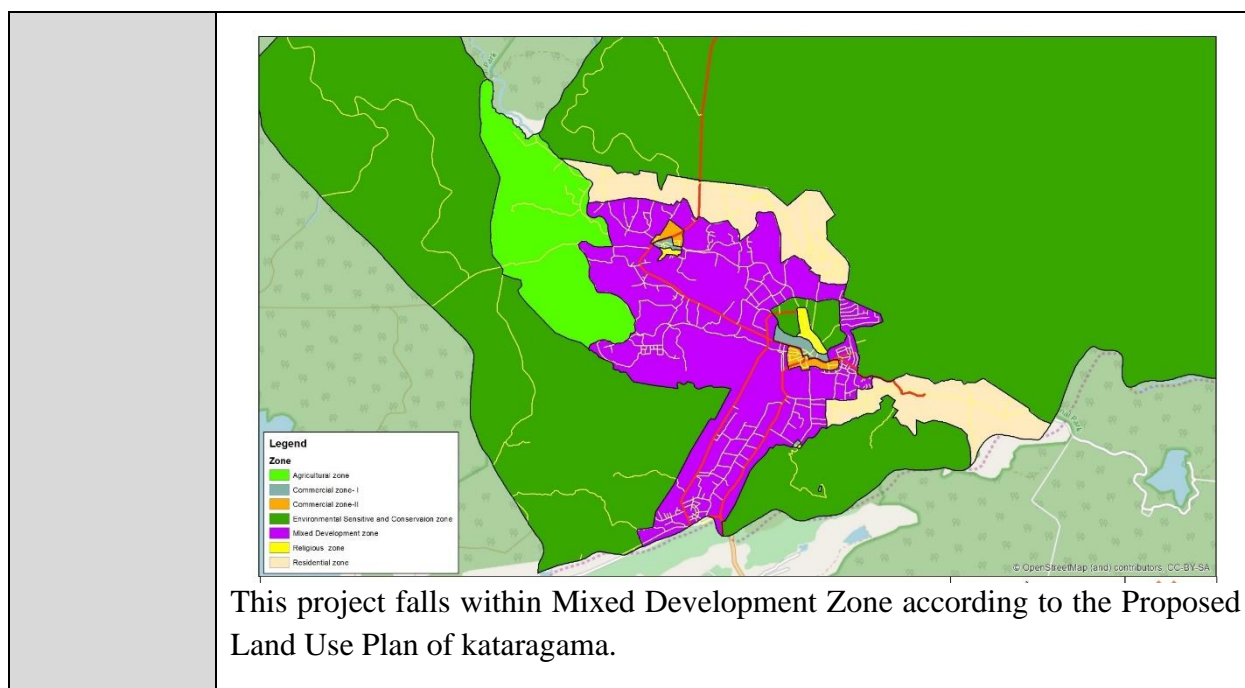 Legend
Zone
Agricultural zone
Commercial zone- I
Commercial zone-II
Environmental Sensitive and Conservaion zone
Mixed Development zone
Religious zone
Residential zone
© OpenStreetMap (and) contributors, CC-BY-SA
This project falls within Mixed Development Zone according to the Proposed
Land Use Plan of kataragama.